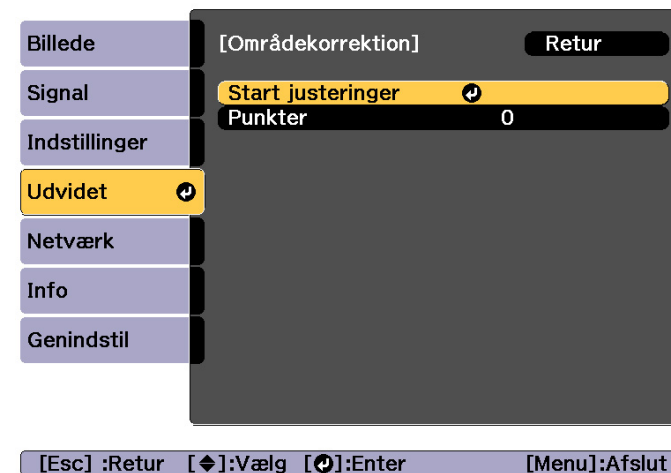 Billede
Signal
Indstillinger
Udvidet
Netværk
Info
Genindstil
[Områdekorrektion] Retur
Start justeringer
Punkter 0
[Esc] :Retur [ ]:Vælg [ ]:Enter [Menu]:Afslut